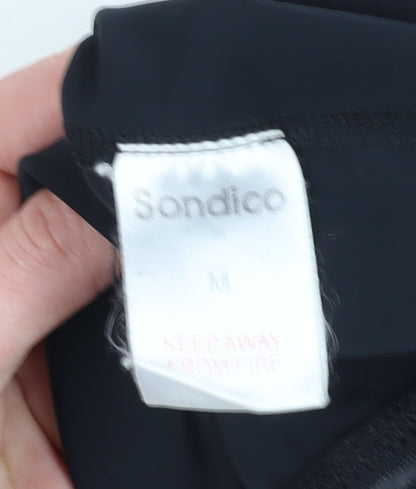 Sondico
M
KEEP AWAY
FROM FIRE